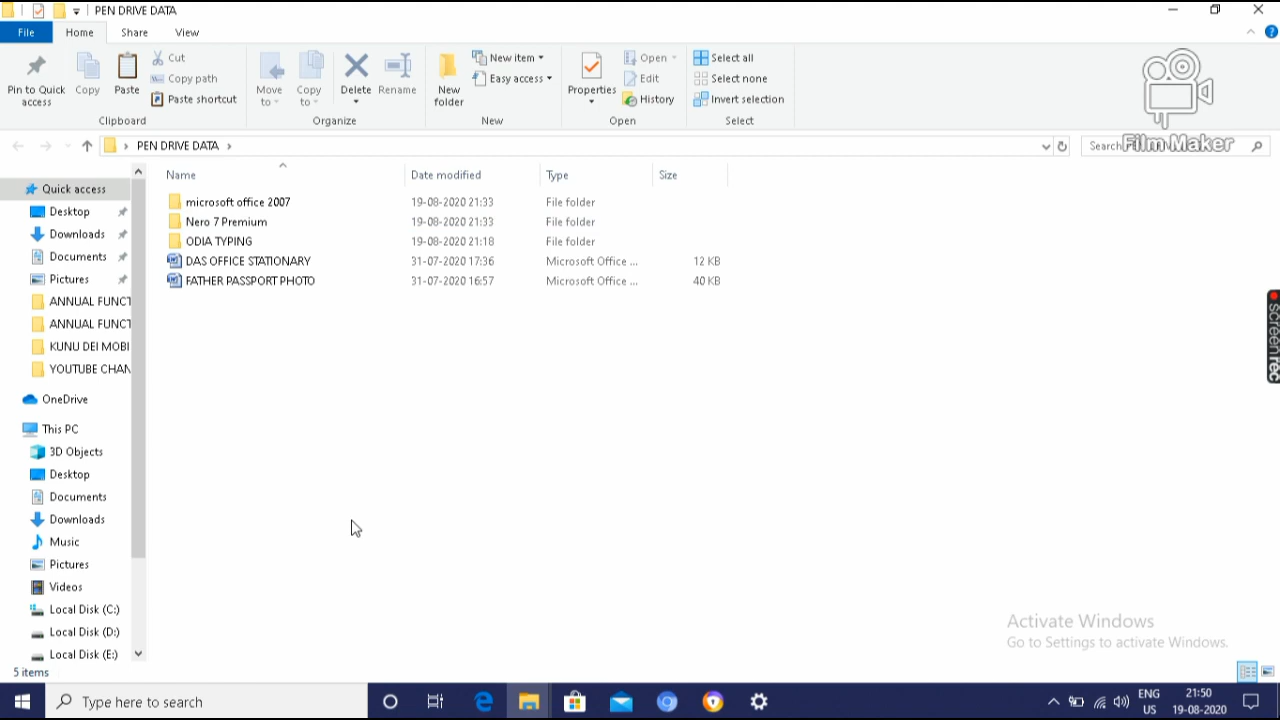 PEN DRIVE DATA
File Home Share View
Pin to Quick access
Copy
Paste
Cut
Copy path
Paste shortcut
Clipboard
Move to
Copy to
Delete
Rename
Organize
New folder
New item
Easy access
New
Properties
Open
Edit
History
Open
Select all
Select none
Invert selection
Select
Film Maker
PEN DRIVE DATA
Search
Name Date modified Type Size
microsoft office 2007 19-08-2020 21:33 File folder
Nero 7 Premium 19-08-2020 21:33 File folder
ODIA TYPING 19-08-2020 21:18 File folder
DAS OFFICE STATIONARY 31-07-2020 17:36 Microsoft Office ... 12 KB
FATHER PASSPORT PHOTO 31-07-2020 16:57 Microsoft Office ... 40 KB
Quick access
Desktop
Downloads
Documents
Pictures
ANNUAL FUNCT
ANNUAL FUNCT
KUNU DEI MOBI
YOUTUBE CHAN
OneDrive
This PC
3D Objects
Desktop
Documents
Downloads
Music
Pictures
Videos
Local Disk (C:)
Local Disk (D:)
Local Disk (E:)
screenrec
Activate Windows
Go to Settings to activate Windows.
5 items
Type here to search
ENG
US
21:50
19-08-2020